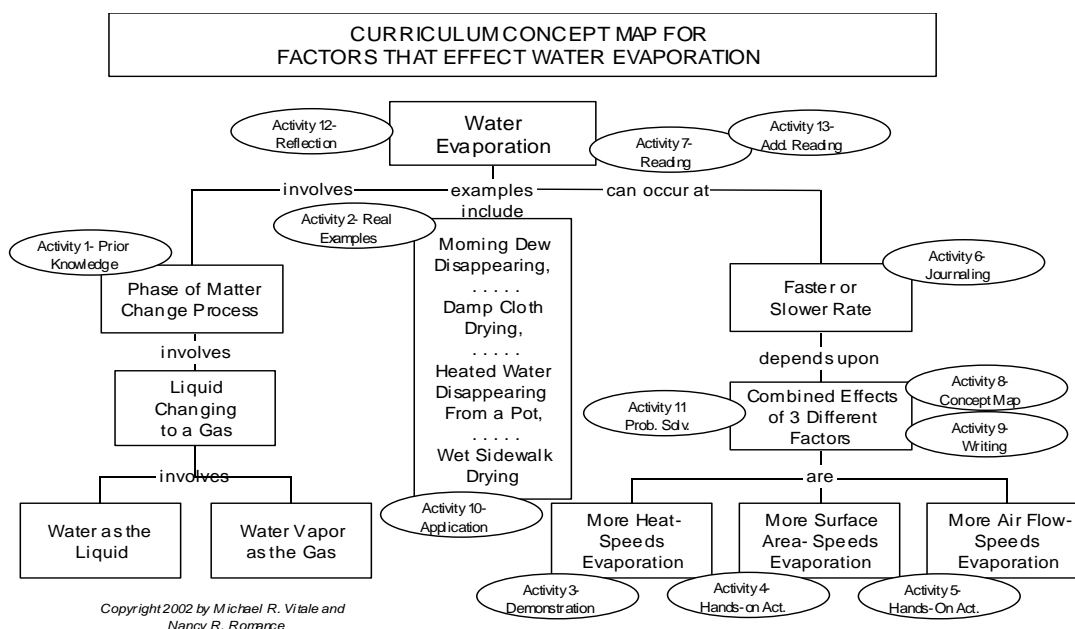 CURRICULUM CONCEPT MAP FOR
FACTORS THAT EFFECT WATER EVAPORATION
Activity 12-
Reflection
Water
Evaporation
Activity 7-
Reading
Activity 13-
Add. Reading
involves
examples
include
can occur at
Activity 1- Prior
Knowledge
Phase of Matter
Change Process
involves
Liquid
Changing
to a Gas
involves
Water as the
Liquid
Water Vapor
as the Gas
Activity 2- Real
Examples
Morning Dew
Disappearing,
. . . . .
Damp Cloth
Drying,
. . . . .
Heated Water
Disappearing
From a Pot,
. . . . .
Wet Sidewalk
Drying
Activity 10-
Application
Activity 6-
Journaling
Faster or
Slower Rate
depends upon
Activity 11
Prob. Solv.
Combined Effects
of 3 Different
Factors
Activity 8-
Concept Map
Activity 9-
Writing
are
More Heat-
Speeds
Evaporation
More Surface
Area- Speeds
Evaporation
More Air Flow-
Speeds
Evaporation
Activity 3-
Demonstration
Activity 4-
Hands-on Act.
Activity 5-
Hands-On Act.
Copyright 2002 by Michael R. Vitale and
Nancy R. Romance